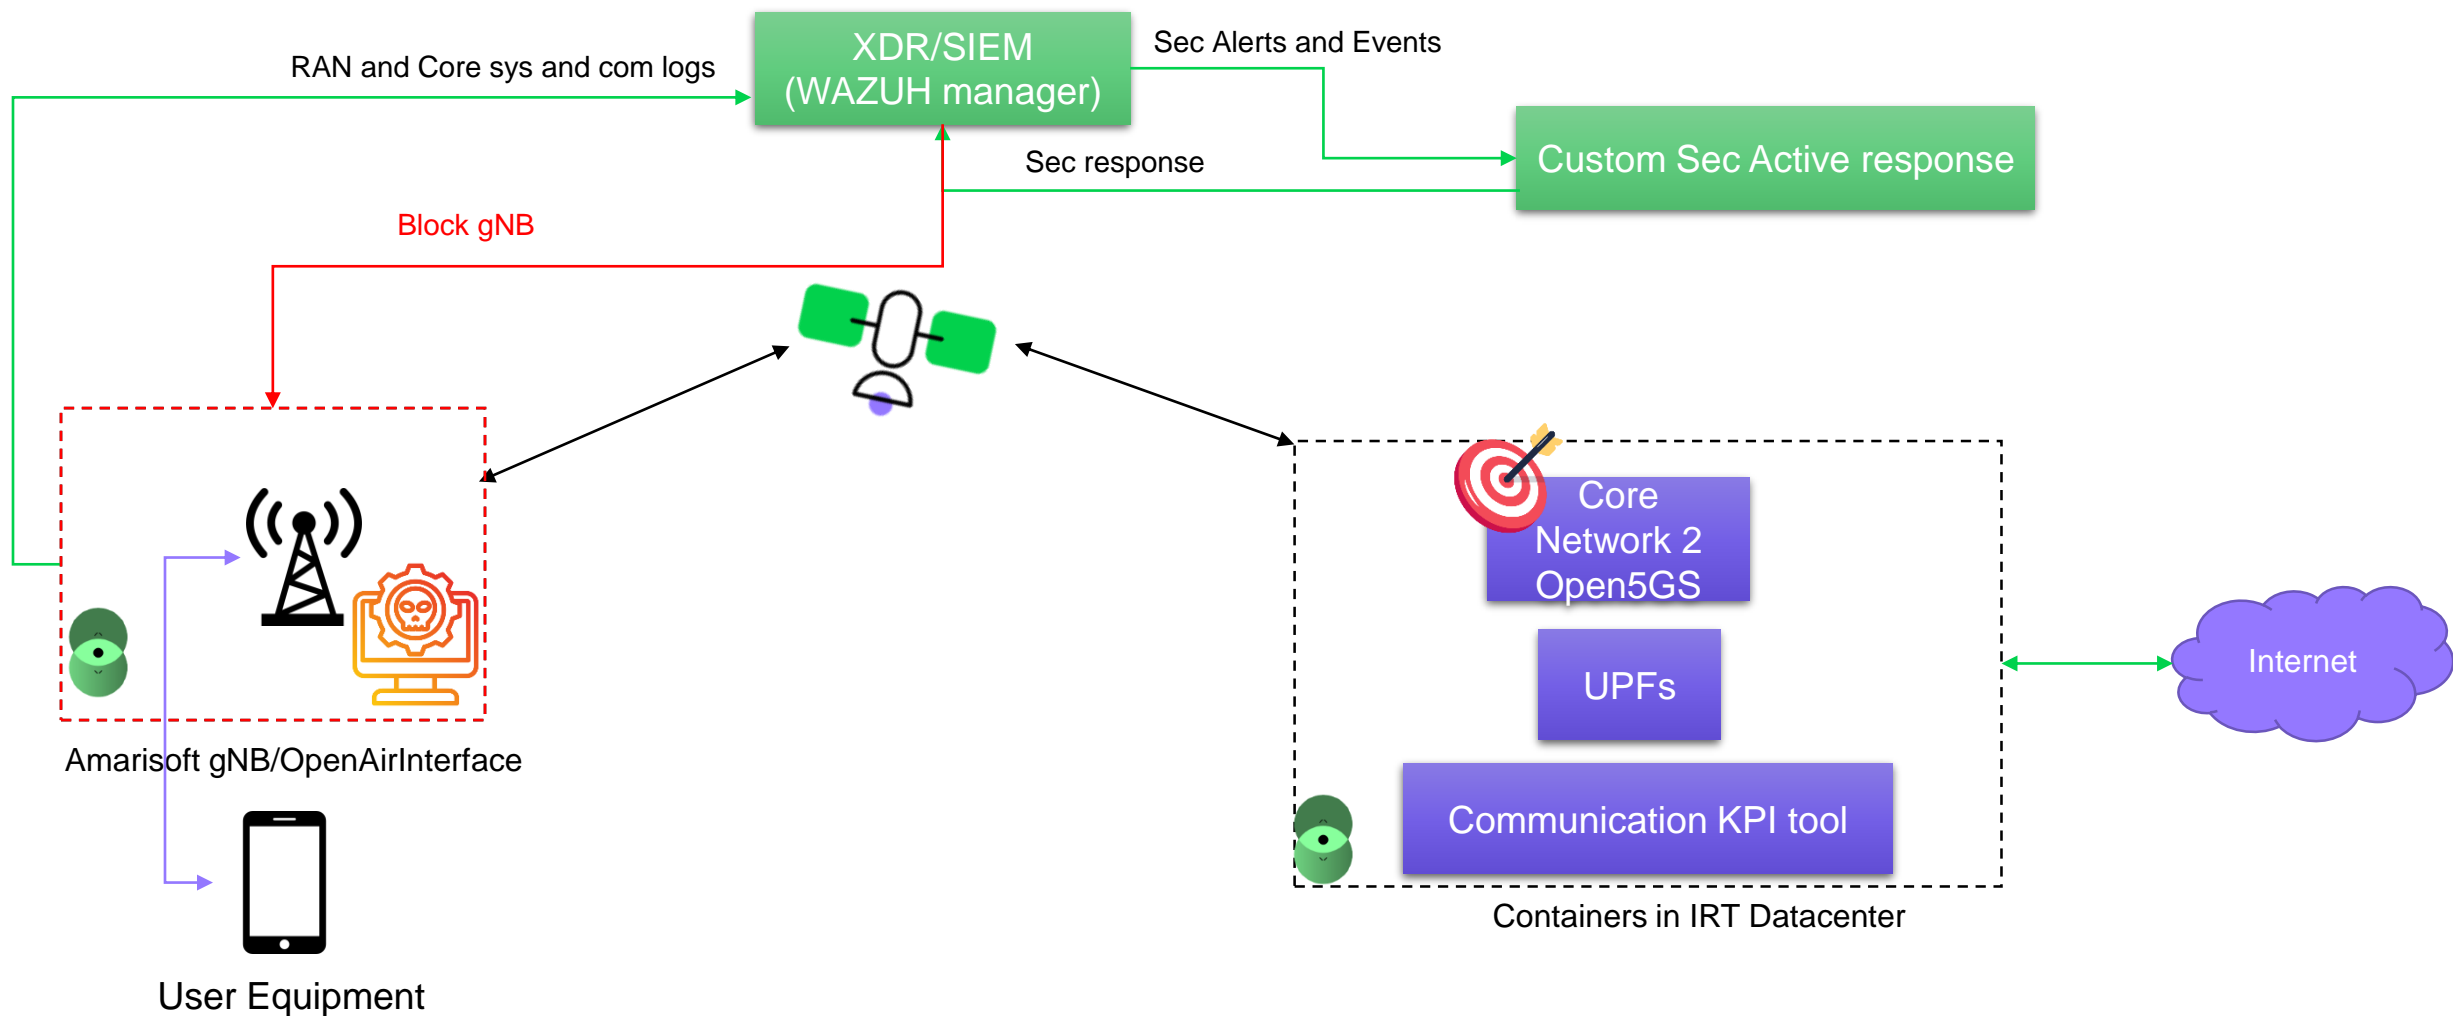 RAN and Core sys and com logs
XDR/SIEM
(WAZUH manager)
Sec Alerts and Events
Sec response
Custom Sec Active response
Block gNB
Core
Network 2
Open5GS
UPFs
Communication KPI tool
Internet
Amarisoft gNB/OpenAirInterface
Containers in IRT Datacenter
User Equipment